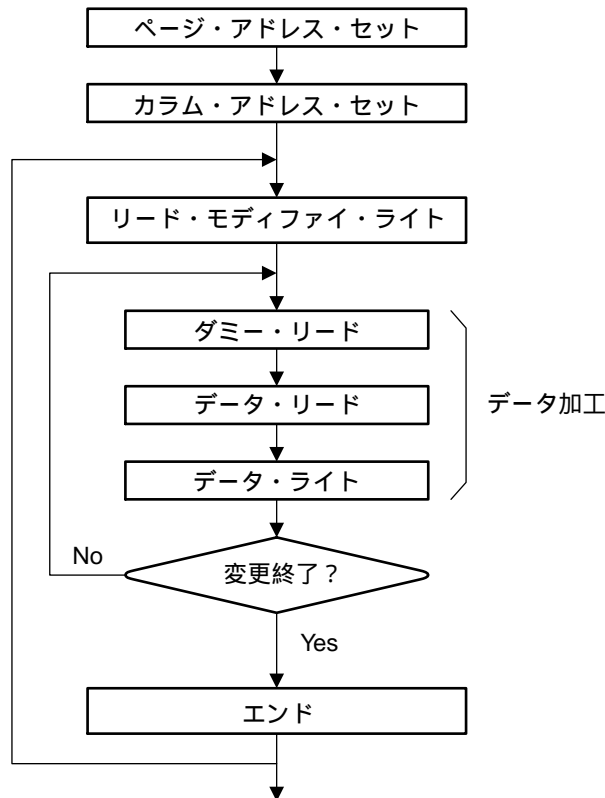 ページ・アドレス・セット
カラム・アドレス・セット
リード・モディファイ・ライト
ダミー・リード
データ・リード
データ加工
データ・ライト
No
変更終了？
Yes
エンド